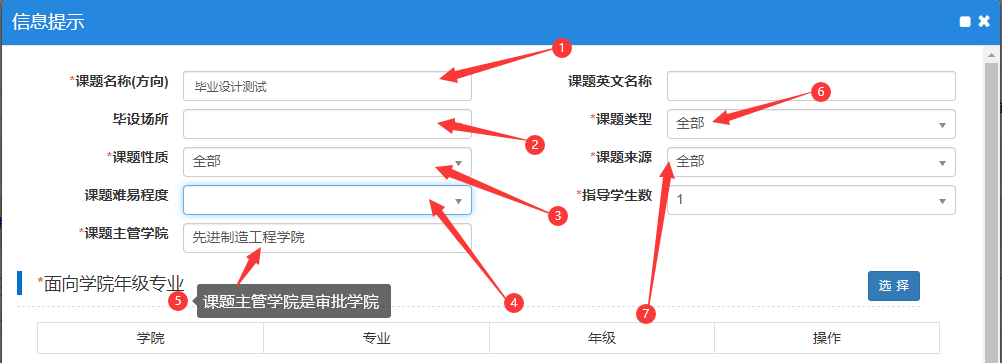 信息提示
1
*课题名称(方向) 毕业设计测试 课题英文名称
6
毕设场所 *课题类型 全部
2
*课题性质 全部 *课题来源 全部
课题难易程度 *指导学生数 1
3
*课题主管学院 先进制造工程学院
*面向学院年级专业 选 择
5 课题主管学院是审批学院 4 7
学院 专业 年级 操作